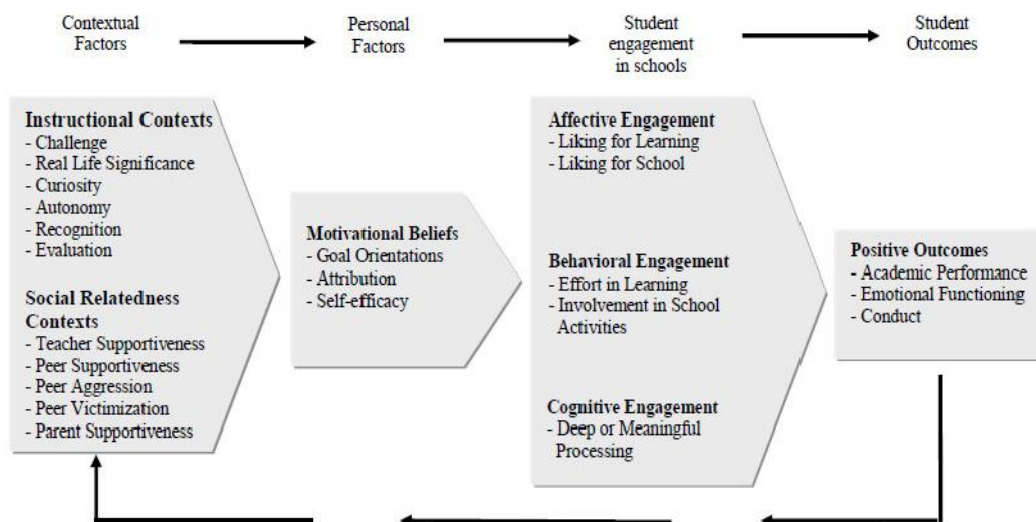 Contextual
Factors
Personal
Factors
Student
engagement
in schools
Student
Outcomes
Instructional Contexts
- Challenge
- Real Life Significance
- Curiosity
- Autonomy
- Recognition
- Evaluation
Social Relatedness
Contexts
- Teacher Supportiveness
- Peer Supportiveness
- Peer Aggression
- Peer Victimization
- Parent Supportiveness
Motivational Beliefs
- Goal Orientations
- Attribution
- Self-efficacy
Affective Engagement
- Liking for Learning
- Liking for School
Behavioral Engagement
- Effort in Learning
- Involvement in School
Activities
Cognitive Engagement
- Deep or Meaningful
Processing
Positive Outcomes
- Academic Performance
- Emotional Functioning
- Conduct